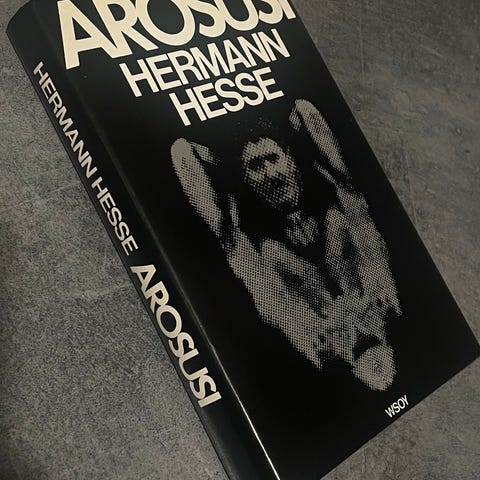 AROSUSI
HERMANN
HESSE
HERMANN HESSE AROSUSI
WSOY